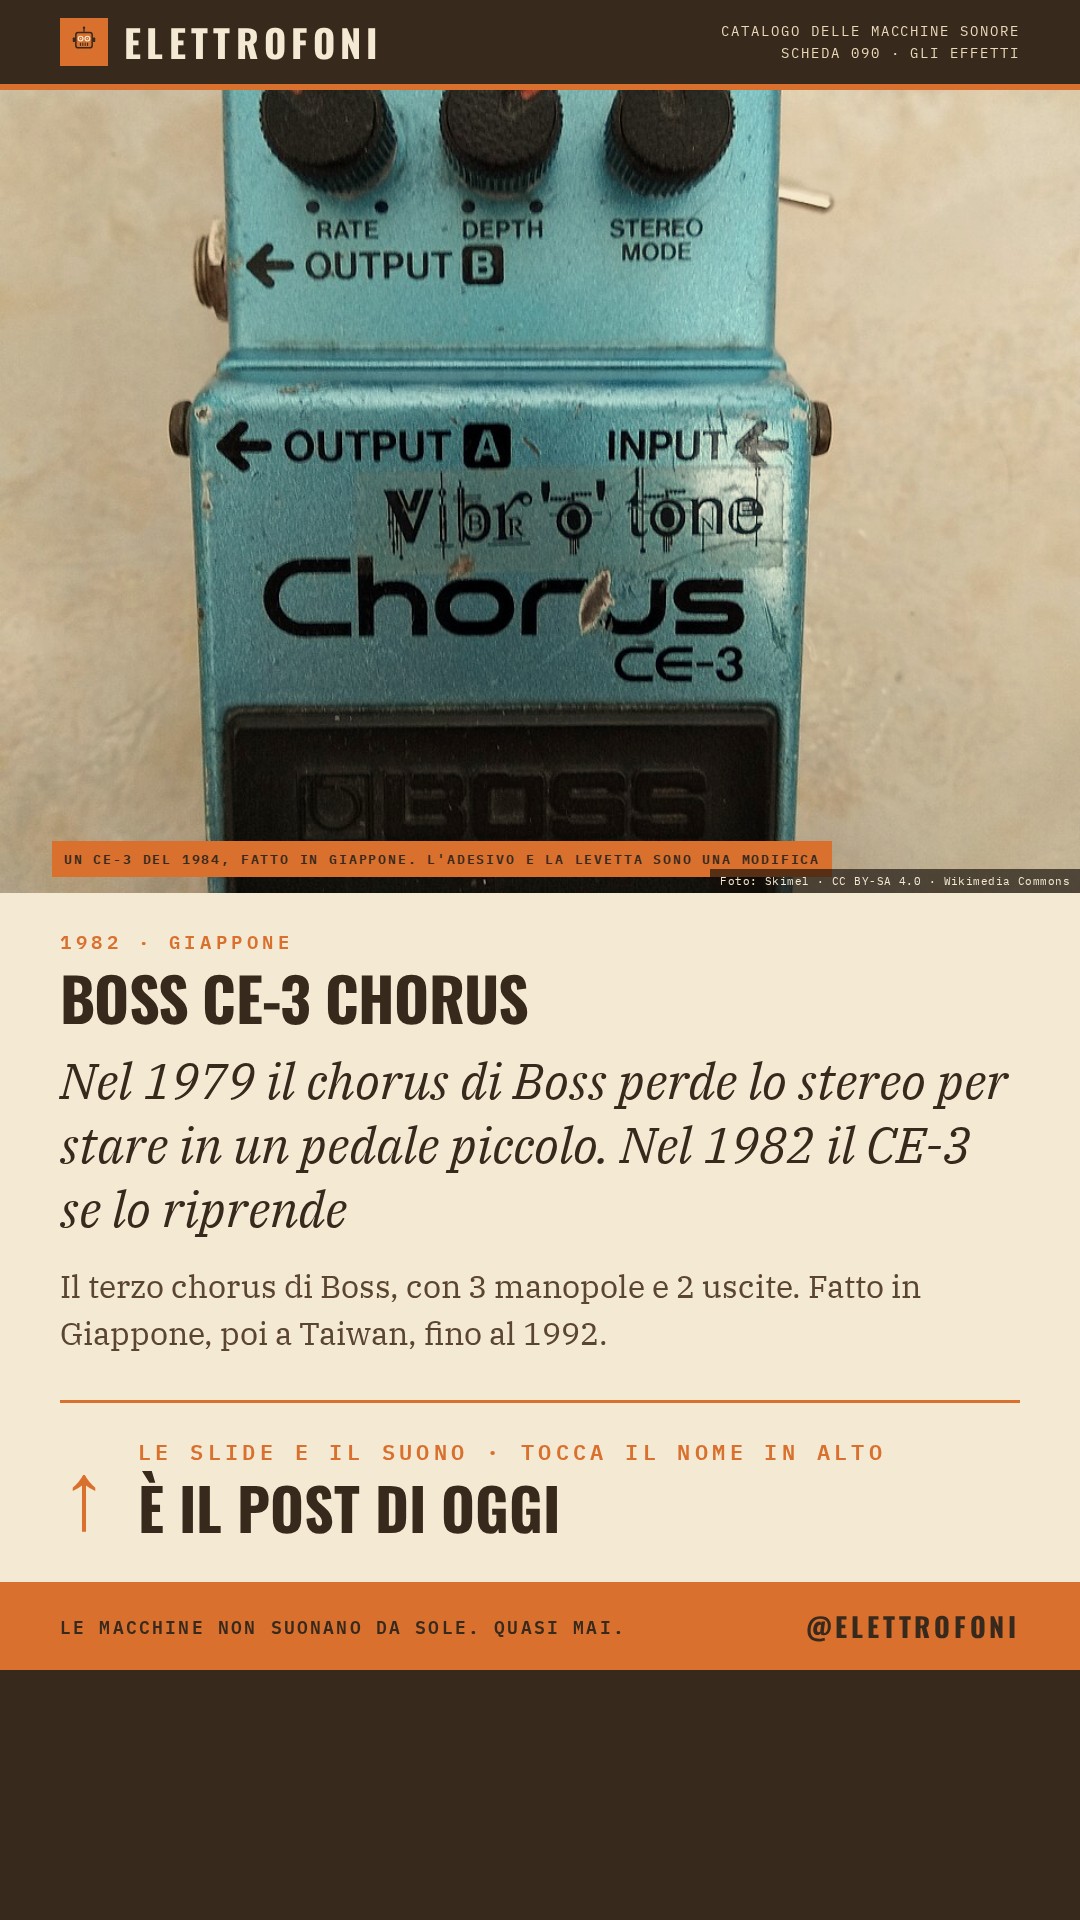 ELETTROFONI
CATALOGO DELLE MACCHINE SONORE
SCHEDA 090 · GLI EFFETTI
RATE
DEPTH
STEREO
MODE
← OUTPUT B
← OUTPUT A
INPUT ←
Vibr'o'tone
Chorus
CE-3
BOSS
UN CE-3 DEL 1984, FATTO IN GIAPPONE. L'ADESIVO E LA LEVETTA SONO UNA MODIFICA
Foto: Skimel · CC BY-SA 4.0 · Wikimedia Commons
1982 · GIAPPONE
BOSS CE-3 CHORUS
Nel 1979 il chorus di Boss perde lo stereo per
stare in un pedale piccolo. Nel 1982 il CE-3
se lo riprende
Il terzo chorus di Boss, con 3 manopole e 2 uscite. Fatto in
Giappone, poi a Taiwan, fino al 1992.
LE SLIDE E IL SUONO · TOCCA IL NOME IN ALTO
↑ È IL POST DI OGGI
LE MACCHINE NON SUONANO DA SOLE. QUASI MAI.
@ELETTROFONI